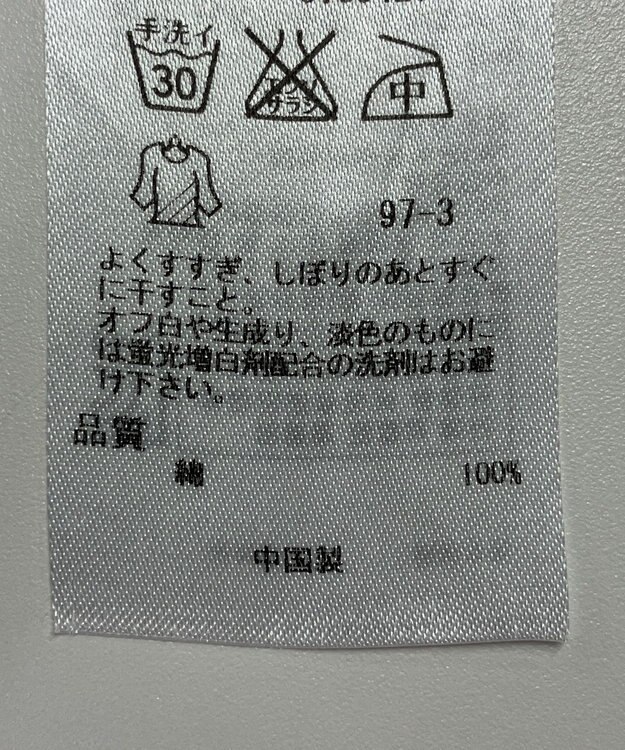 手洗イ
30
エンソ
サラシ
中
97-3
よくすすぎ、しぼりのあとすぐ
に干すこと。
オフ白や生成り、淡色のものに
は蛍光増白剤配合の洗剤はお避
け下さい。
品質
綿 100%
中国製